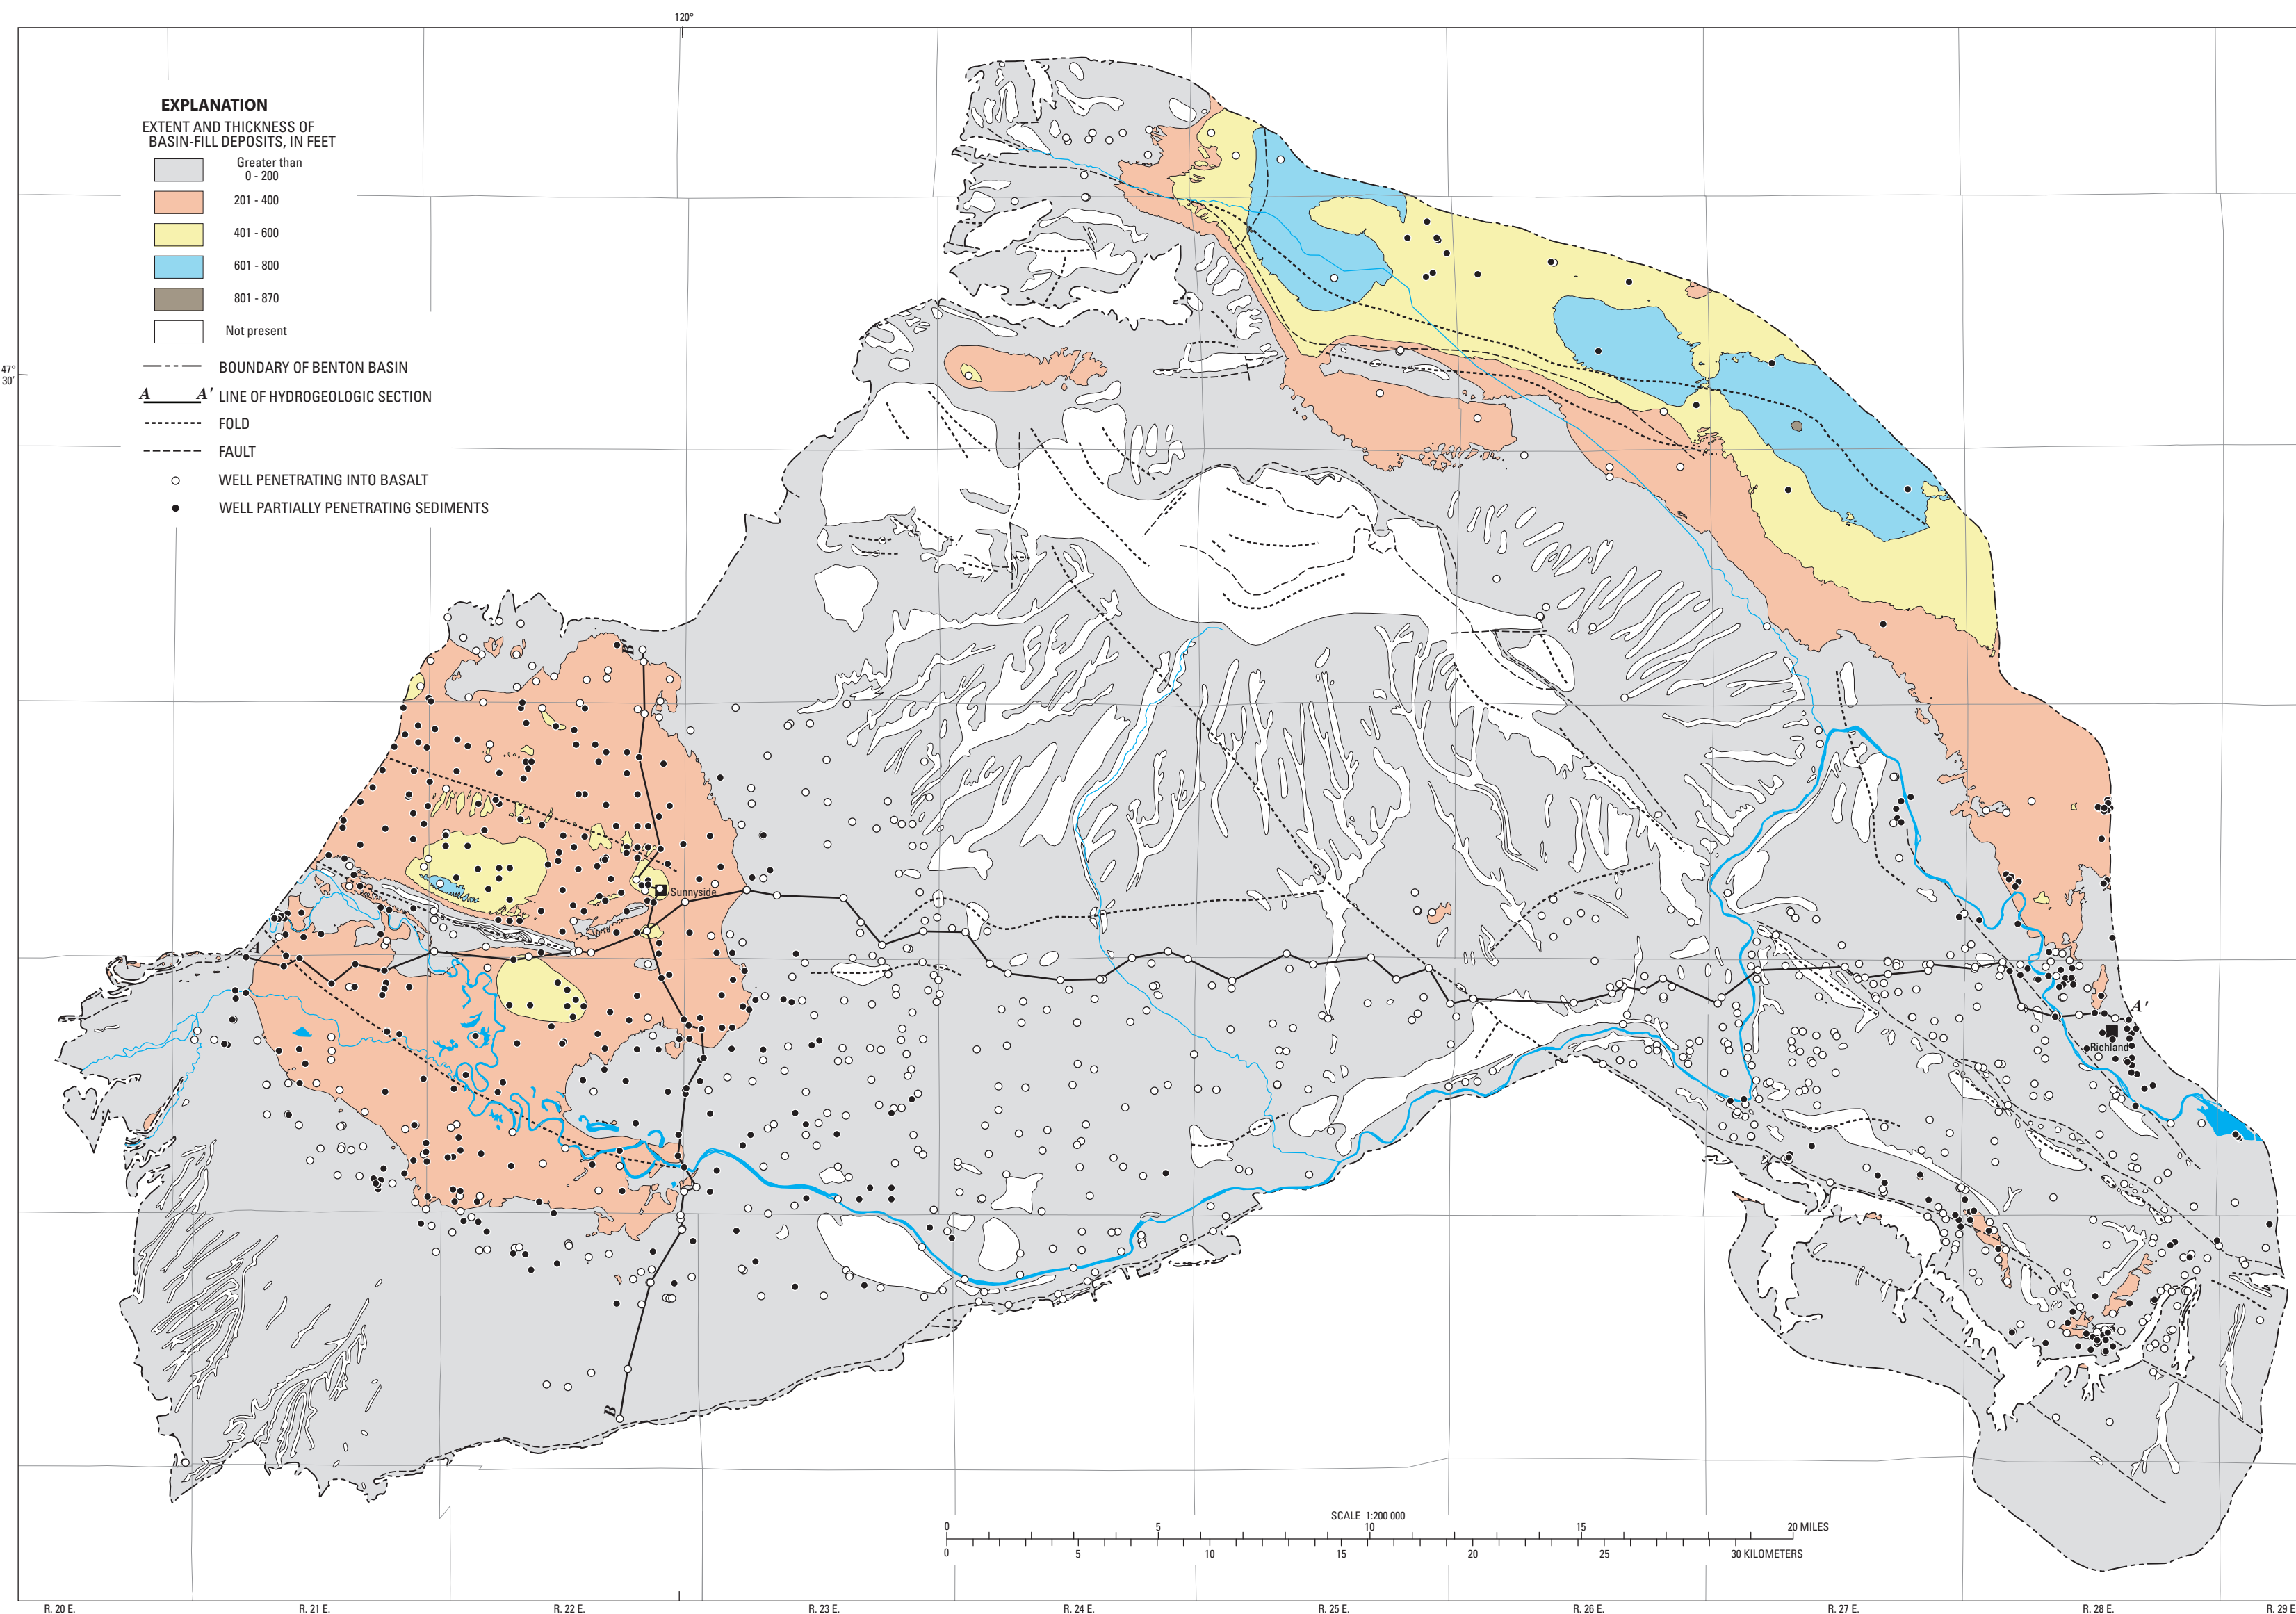 120°
EXPLANATION
EXTENT AND THICKNESS OF
BASIN-FILL DEPOSITS, IN FEET
Greater than
0 - 200
201 - 400
401 - 600
601 - 800
801 - 870
Not present
47°
30′
BOUNDARY OF BENTON BASIN
A A′ LINE OF HYDROGEOLOGIC SECTION
FOLD
FAULT
WELL PENETRATING INTO BASALT
WELL PARTIALLY PENETRATING SEDIMENTS
B′
Sunnyside
A
A′
Richland
B
SCALE 1:200 000
0 5 10 15 20 MILES
0 5 10 15 20 25 30 KILOMETERS
R. 20 E. R. 21 E. R. 22 E. R. 23 E. R. 24 E. R. 25 E. R. 26 E. R. 27 E. R. 28 E. R. 29 E